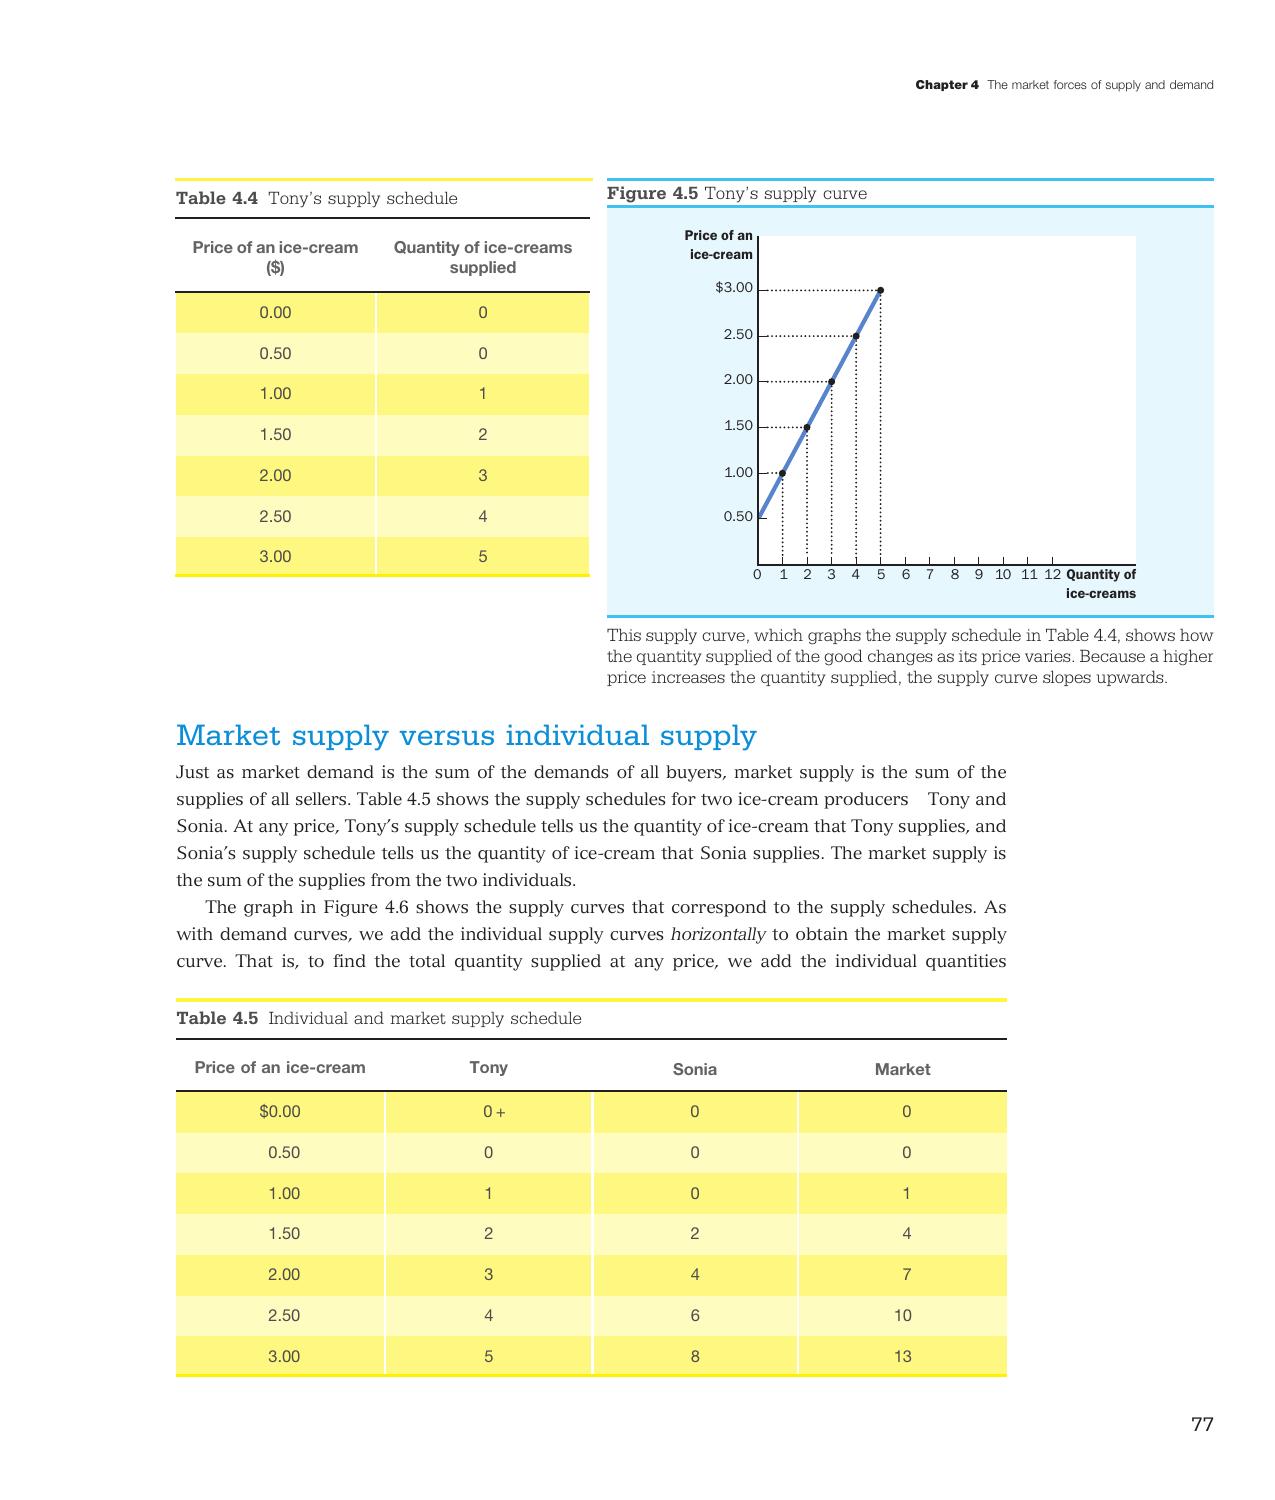 Chapter 4 The market forces of supply and demand
Table 4.4 Tony’s supply schedule
Price of an ice-cream
($)
Quantity of ice-creams
supplied
0.00 0
0.50 0
1.00 1
1.50 2
2.00 3
2.50 4
3.00 5
Figure 4.5 Tony’s supply curve
Price of an
ice-cream
$3.00
2.50
2.00
1.50
1.00
0.50
0 1 2 3 4 5 6 7 8 9 10 11 12 Quantity of
ice-creams
This supply curve, which graphs the supply schedule in Table 4.4, shows how
the quantity supplied of the good changes as its price varies. Because a higher
price increases the quantity supplied, the supply curve slopes upwards.
Market supply versus individual supply
Just as market demand is the sum of the demands of all buyers, market supply is the sum of the
supplies of all sellers. Table 4.5 shows the supply schedules for two ice-cream producers Tony and
Sonia. At any price, Tony’s supply schedule tells us the quantity of ice-cream that Tony supplies, and
Sonia’s supply schedule tells us the quantity of ice-cream that Sonia supplies. The market supply is
the sum of the supplies from the two individuals.
The graph in Figure 4.6 shows the supply curves that correspond to the supply schedules. As
with demand curves, we add the individual supply curves horizontally to obtain the market supply
curve. That is, to find the total quantity supplied at any price, we add the individual quantities
Table 4.5 Individual and market supply schedule
Price of an ice-cream Tony Sonia Market
$0.00 0 + 0 0
0.50 0 0 0
1.00 1 0 1
1.50 2 2 4
2.00 3 4 7
2.50 4 6 10
3.00 5 8 13
77